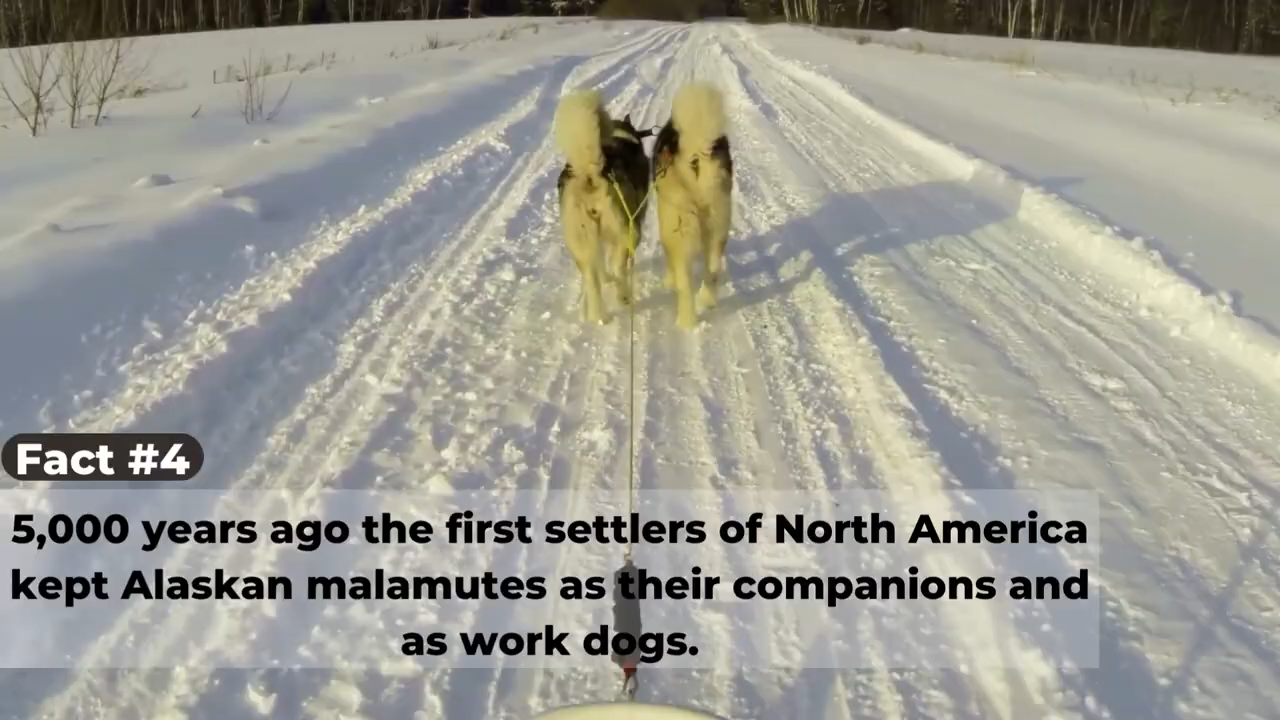 Fact #4
5,000 years ago the first settlers of North America
kept Alaskan malamutes as their companions and
as work dogs.